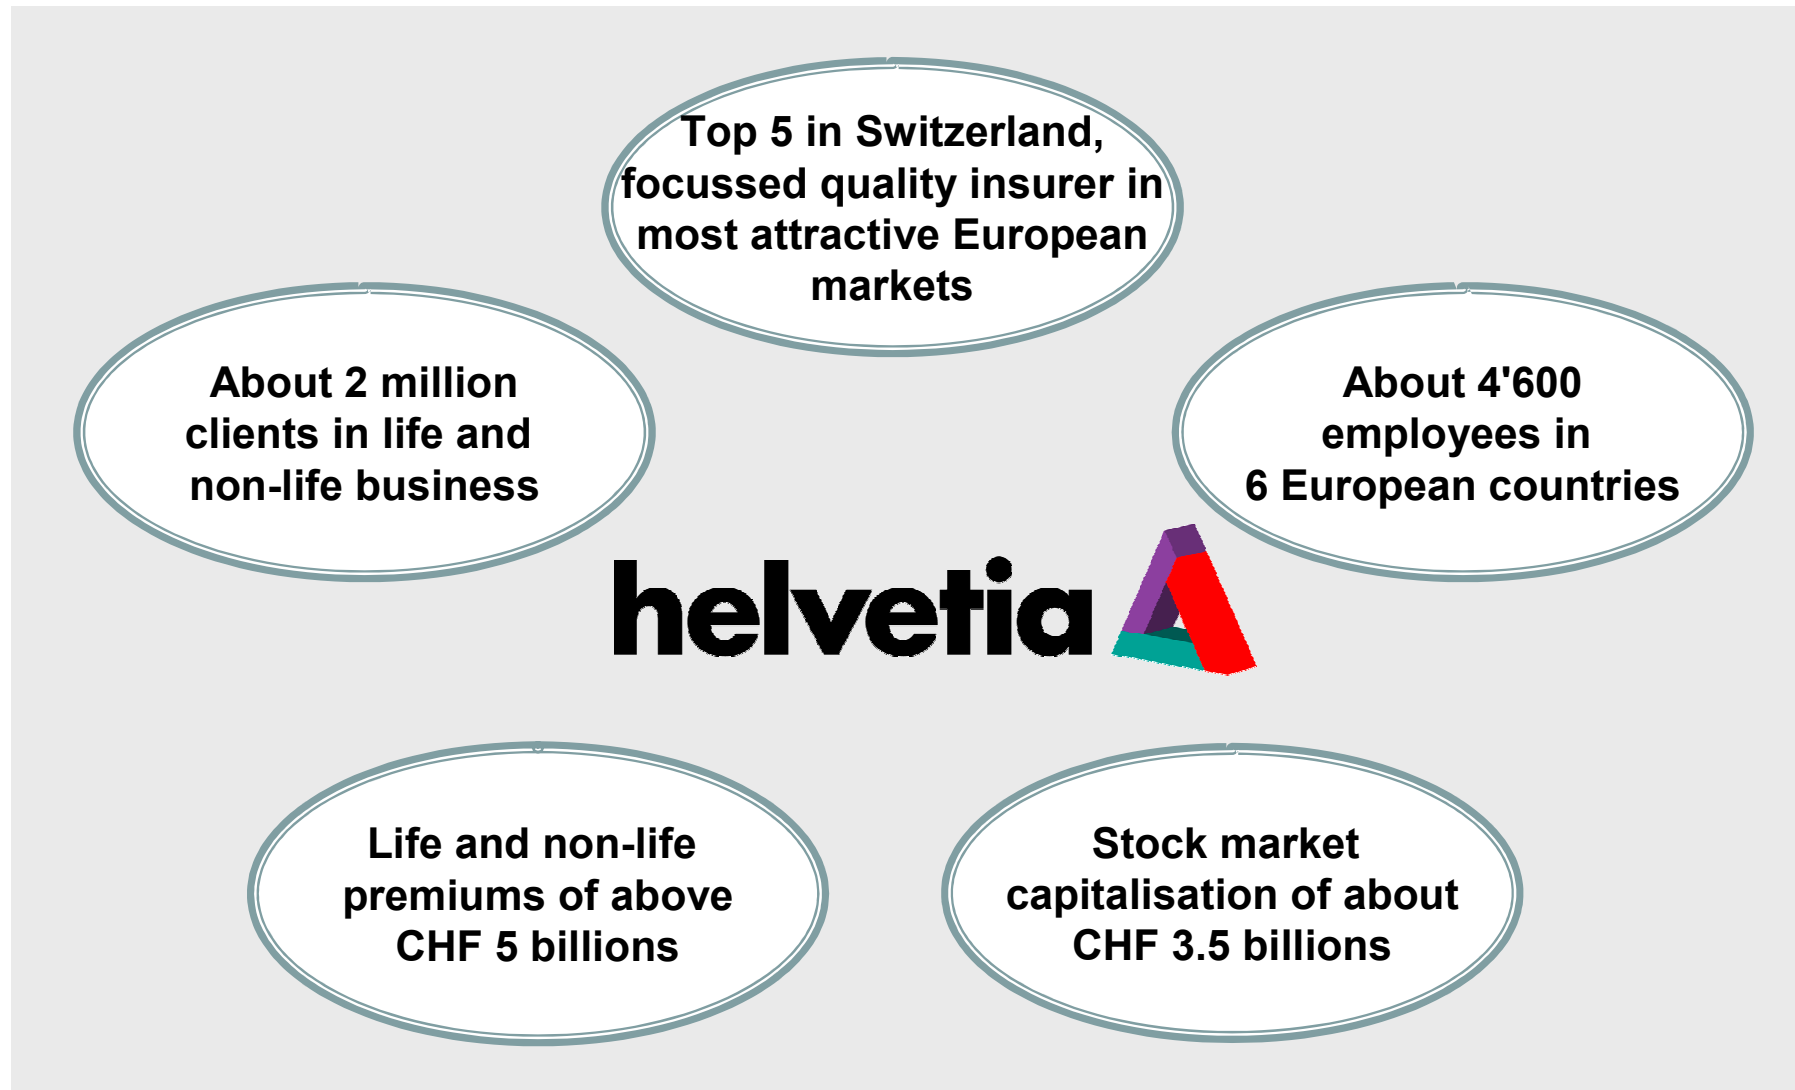 Top 5 in Switzerland,
focussed quality insurer in
most attractive European
markets
About 2 million
clients in life and
non-life business
About 4'600
employees in
6 European countries
helvetia
Life and non-life
premiums of above
CHF 5 billions
Stock market
capitalisation of about
CHF 3.5 billions